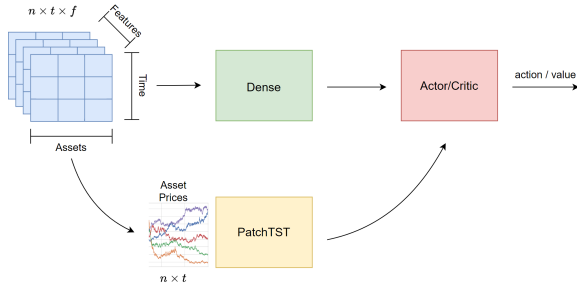 n × t × f
Features
Time
Assets
Dense
Actor/Critic
action / value
Asset
Prices
PatchTST
n × t